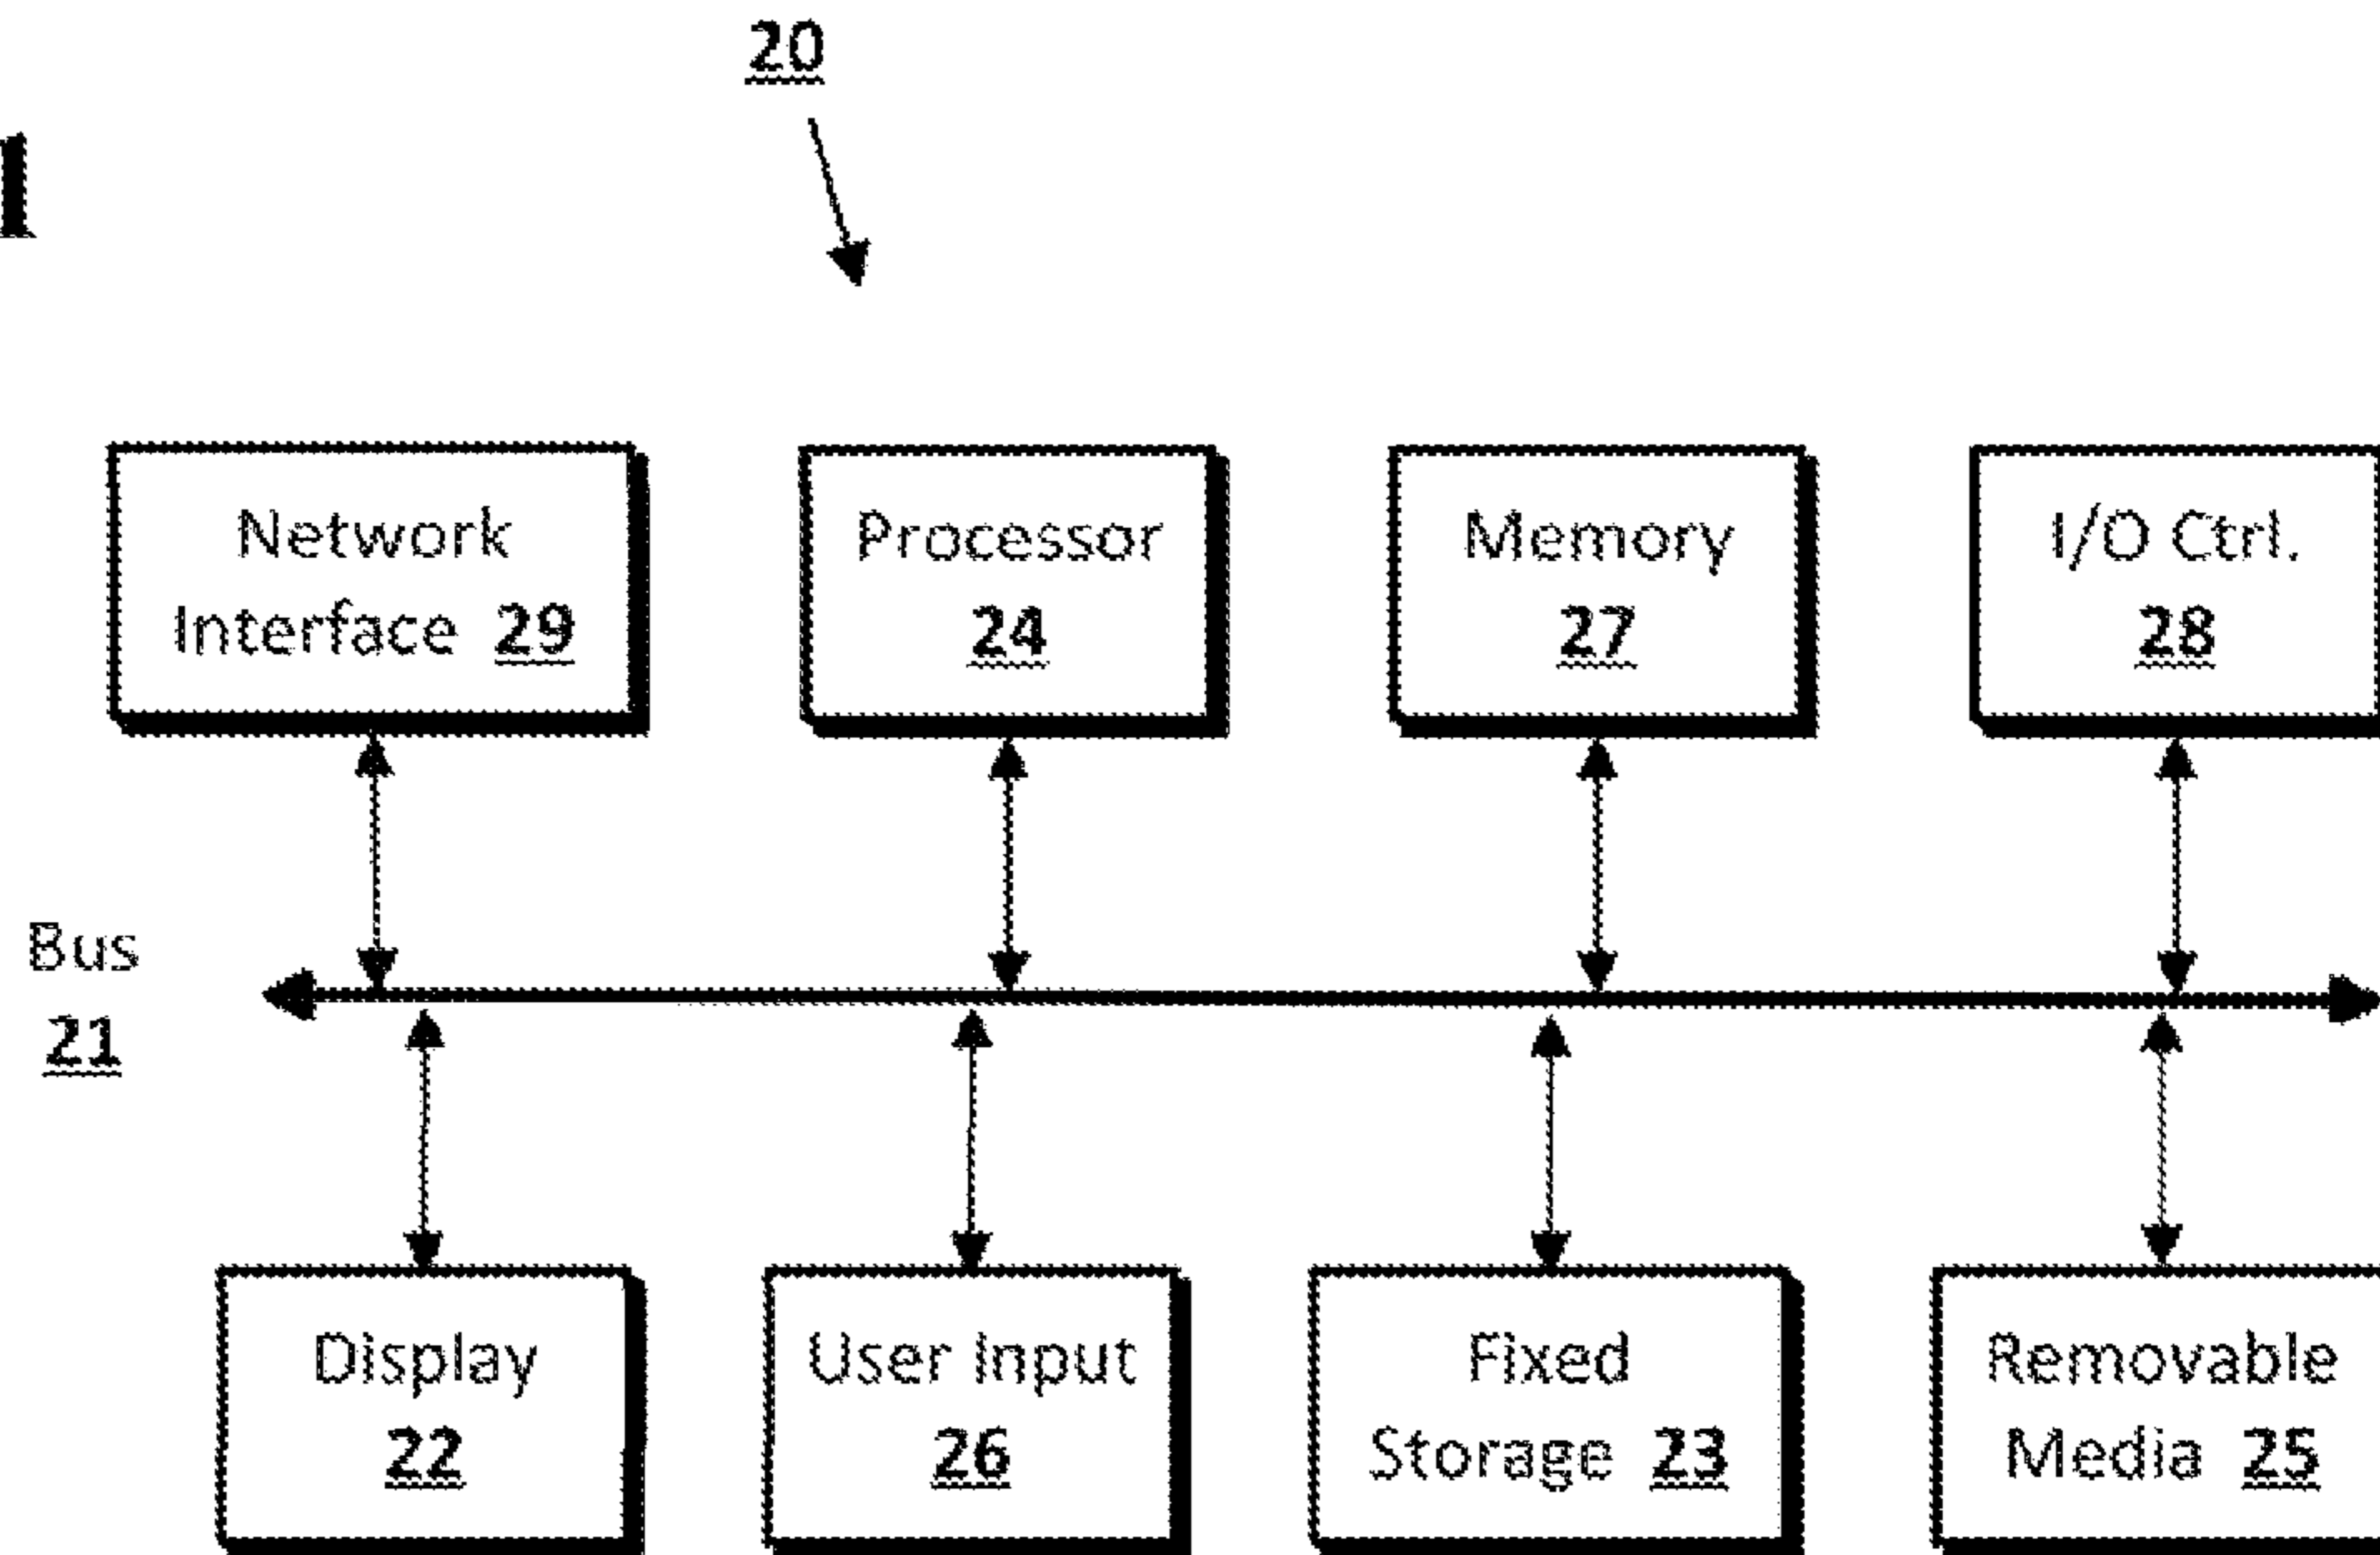 20
1
Network
Interface 29
Processor
24
Memory
27
I/O Ctrl.
28
Bus
21
Display
22
User Input
26
Fixed
Storage 23
Removable
Media 25